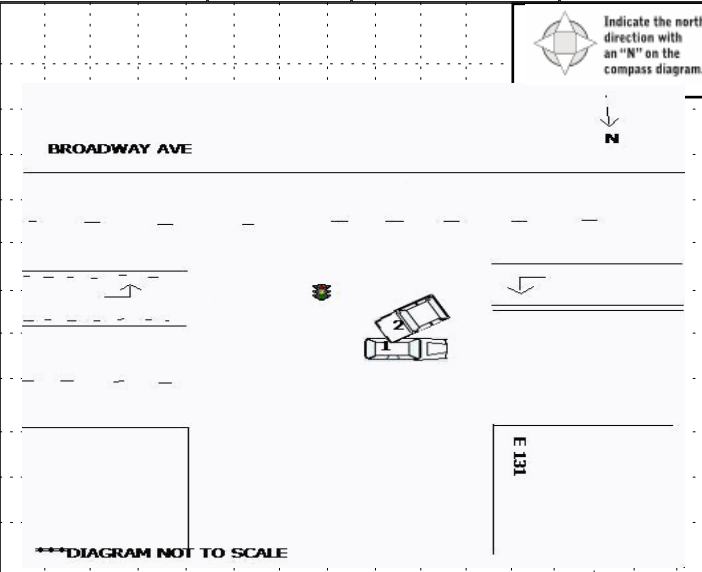 Indicate the north
direction with
an “N” on the
compass diagram.
N
BROADWAY AVE
2
1
E 131
***DIAGRAM NOT TO SCALE